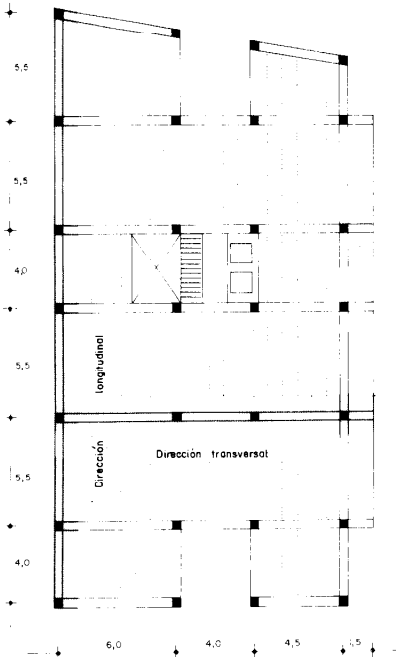 5,5
5,5
4,0
x
5,5
longitudinal
Dirección
Dirección transversal
5,5
4,0
6,0 4,0 4,5 1,5